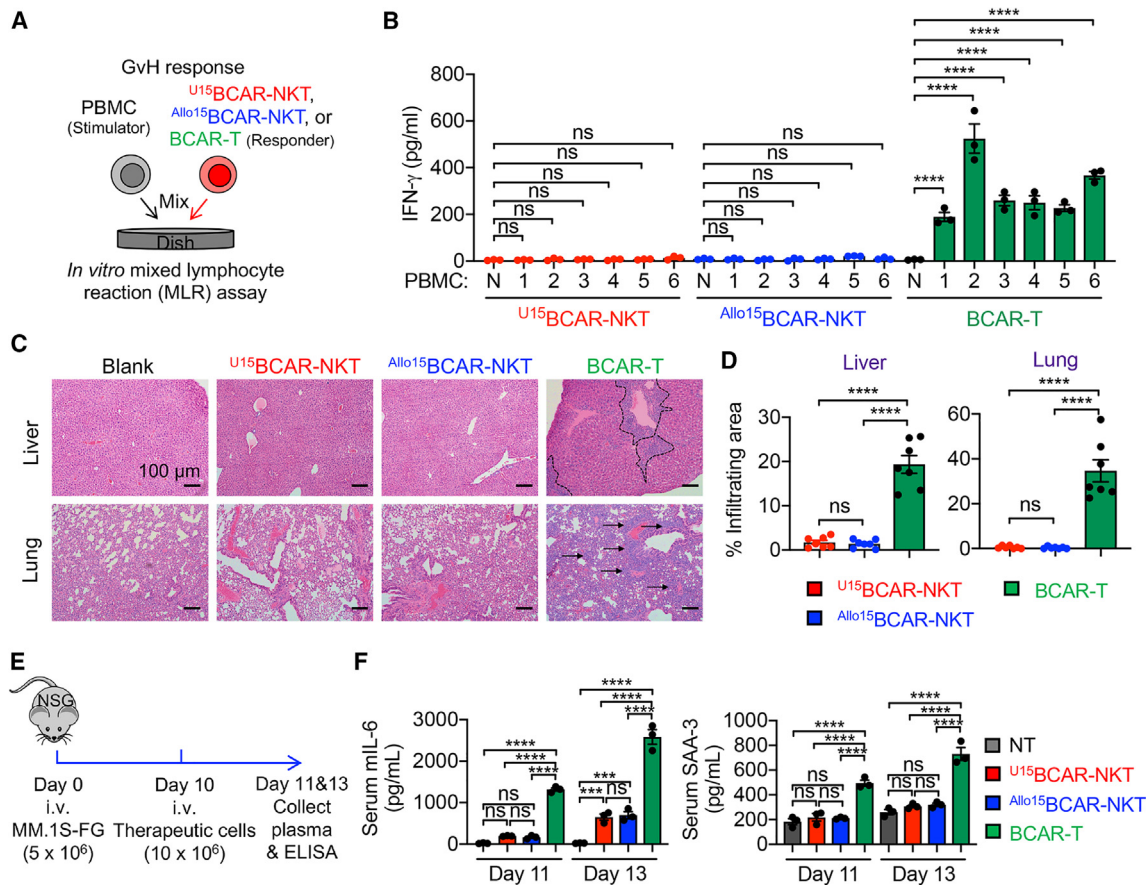 A
GvH response
PBMC
(Stimulator)
U15BCAR-NKT,
Allo15BCAR-NKT, or
BCAR-T (Responder)
Mix
Dish
In vitro mixed lymphocyte
reaction (MLR) assay
B
IFN-γ (pg/ml)
800
600
400
200
0
ns
ns
ns
ns
ns
ns
ns
ns
ns
ns
ns
ns
****
****
****
****
****
****
PBMC: N 1 2 3 4 5 6 N 1 2 3 4 5 6 N 1 2 3 4 5 6
U15BCAR-NKT Allo15BCAR-NKT BCAR-T
C
Blank U15BCAR-NKT Allo15BCAR-NKT BCAR-T
Liver
100 µm
Lung
D
Liver Lung
% Infiltrating area
30
20
10
0
****
****
ns
60
40
20
0
****
****
ns
U15BCAR-NKT
Allo15BCAR-NKT
BCAR-T
E
NSG
Day 0
i.v.
MM.1S-FG
(5 x 10⁶)
Day 10
i.v.
Therapeutic cells
(10 x 10⁶)
Day 11&13
Collect
plasma
& ELISA
F
Serum mIL-6
(pg/mL)
3000
2000
1000
0
****
****
****
ns
ns ns
****
****
****
***
***
ns
Day 11 Day 13
Serum SAA-3
(pg/mL)
1000
800
600
400
200
0
****
****
****
ns
ns ns
****
****
****
ns
ns ns
Day 11 Day 13
NT
U15BCAR-NKT
Allo15BCAR-NKT
BCAR-T